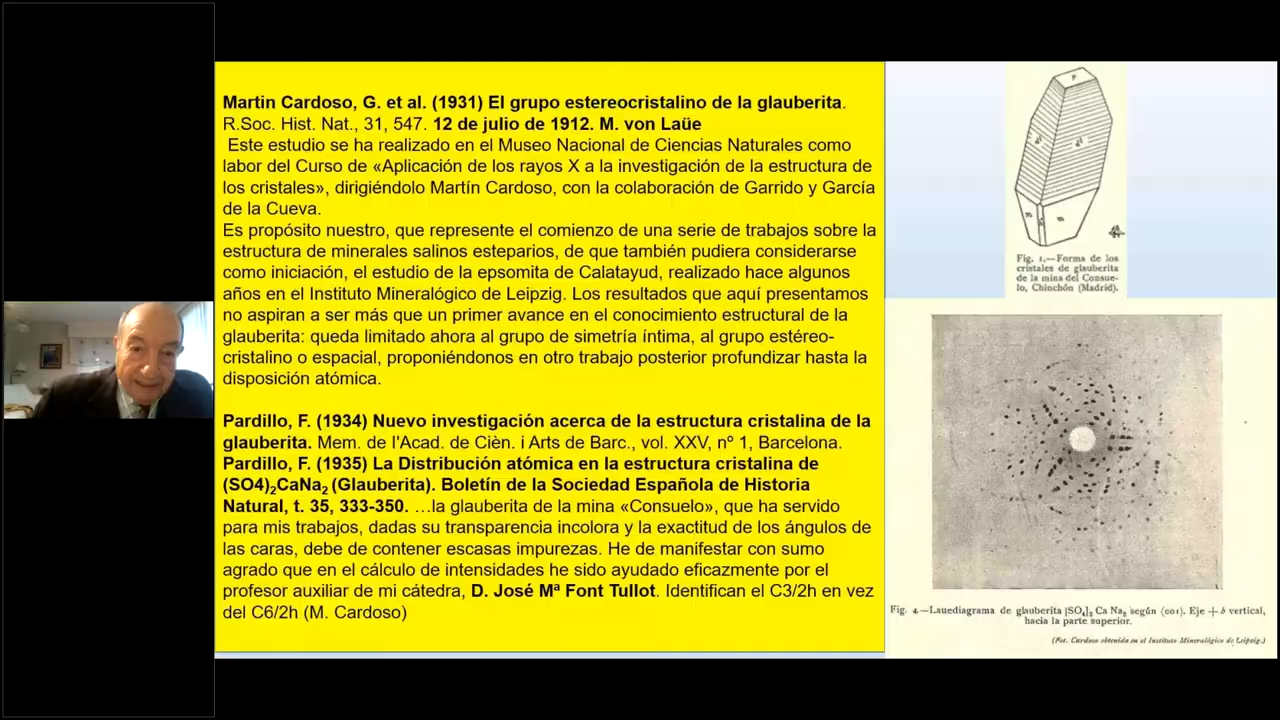 Martin Cardoso, G. et al. (1931) El grupo estereocristalino de la glauberita.
R.Soc. Hist. Nat., 31, 547. 12 de julio de 1912. M. von Laüe
Este estudio se ha realizado en el Museo Nacional de Ciencias Naturales como
labor del Curso de «Aplicación de los rayos X a la investigación de la estructura de
los cristales», dirigiéndolo Martín Cardoso, con la colaboración de Garrido y García
de la Cueva.
Es propósito nuestro, que represente el comienzo de una serie de trabajos sobre la
estructura de minerales salinos esteparios, de que también pudiera considerarse
como iniciación, el estudio de la epsomita de Calatayud, realizado hace algunos
años en el Instituto Mineralógico de Leipzig. Los resultados que aquí presentamos
no aspiran a ser más que un primer avance en el conocimiento estructural de la
glauberita: queda limitado ahora al grupo de simetría íntima, al grupo estéreo-
cristalino o espacial, proponiéndonos en otro trabajo posterior profundizar hasta la
disposición atómica.
Pardillo, F. (1934) Nuevo investigación acerca de la estructura cristalina de la
glauberita. Mem. de l'Acad. de Cièn. i Arts de Barc., vol. XXV, nº 1, Barcelona.
Pardillo, F. (1935) La Distribución atómica en la estructura cristalina de
(SO4)₂CaNa₂ (Glauberita). Boletín de la Sociedad Española de Historia
Natural, t. 35, 333-350. …la glauberita de la mina «Consuelo», que ha servido
para mis trabajos, dadas su transparencia incolora y la exactitud de los ángulos de
las caras, debe de contener escasas impurezas. He de manifestar con sumo
agrado que en el cálculo de intensidades he sido ayudado eficazmente por el
profesor auxiliar de mi cátedra, D. José Mª Font Tullot. Identifican el C3/2h en vez
del C6/2h (M. Cardoso)
Fig. 1.—Forma de los
cristales de glauberita
de la mina del Consue-
lo, Chinchón (Madrid).
Fig. 4.—Lauediagrama de glauberita [SO₄]₂ Ca Na₂ según (001). Eje + b vertical,
hacia la parte superior.
(Fot. Cardoso obtenida en el Instituto Mineralógico de Leipzig.)